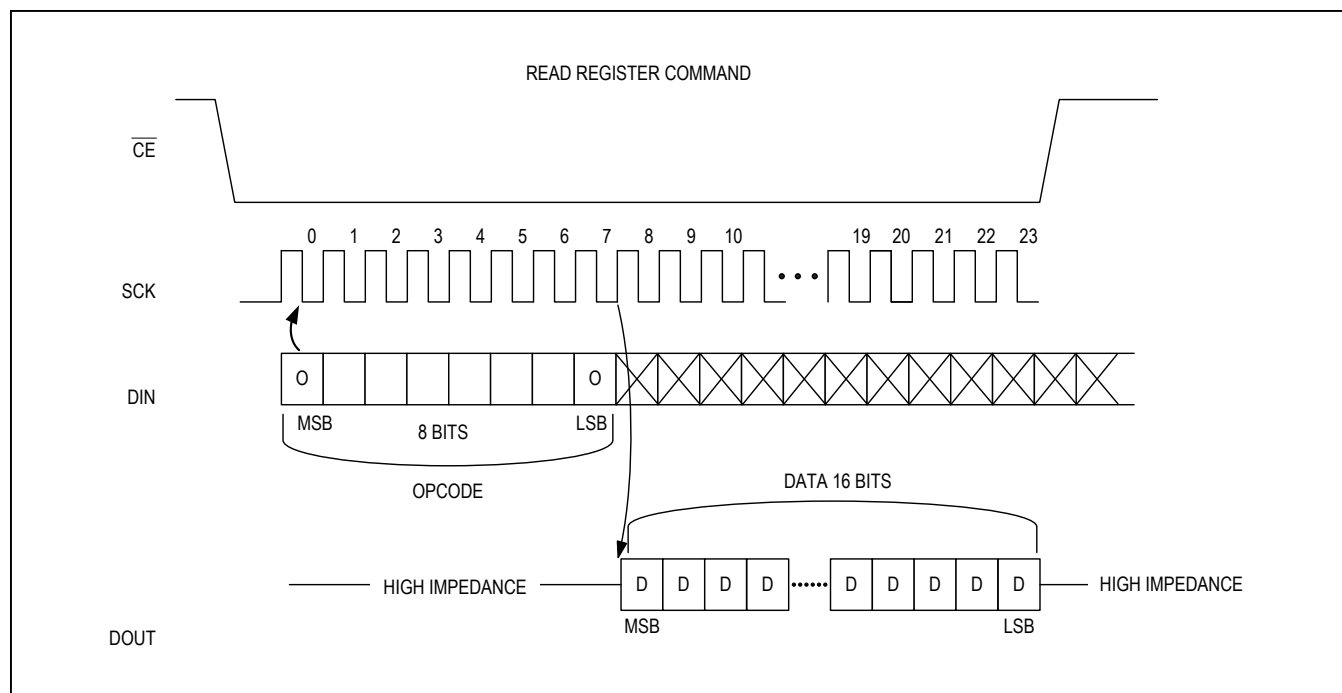 READ REGISTER COMMAND
C̅E̅
0 1 2 3 4 5 6 7 8 9 10 19 20 21 22 23
SCK
O O
DIN
MSB 8 BITS LSB
OPCODE
DATA 16 BITS
HIGH IMPEDANCE D D D D D D D D D HIGH IMPEDANCE
MSB LSB
DOUT